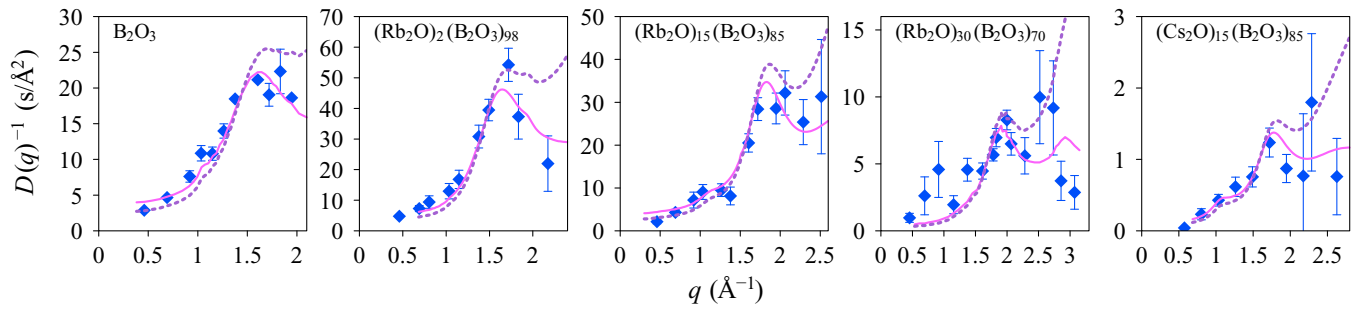 D(q)⁻¹ (s/Å²)
B₂O₃
30
25
20
15
10
5
0
0 0.5 1 1.5 2
(Rb₂O)₂(B₂O₃)₉₈
70
60
50
40
30
20
10
0
0 0.5 1 1.5 2
(Rb₂O)₁₅(B₂O₃)₈₅
50
40
30
20
10
0
0 0.5 1 1.5 2 2.5
(Rb₂O)₃₀(B₂O₃)₇₀
15
10
5
0
0 0.5 1 1.5 2 2.5 3
(Cs₂O)₁₅(B₂O₃)₈₅
3
2
1
0
0 0.5 1 1.5 2 2.5
q (Å⁻¹)